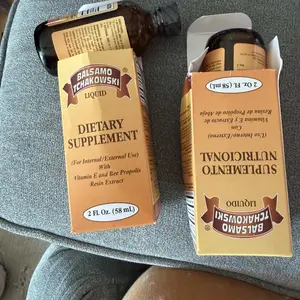 BALSAMO
TCHAKOWSKI
LIQUID
DIETARY
SUPPLEMENT
(For Internal/External Use)
With
Vitamin E and Bee Propolis
Resin Extract
2 Fl. Oz. (58 mL)
BALSAMO
TCHAKOWSKI
LIQUIDO
SUPLEMENTO
NUTRICIONAL
(Uso Interno/Externo)
Con
Vitamina E y Extracto de
Resina de Propoleo de Abeja
2 Oz. FL (58 mL)